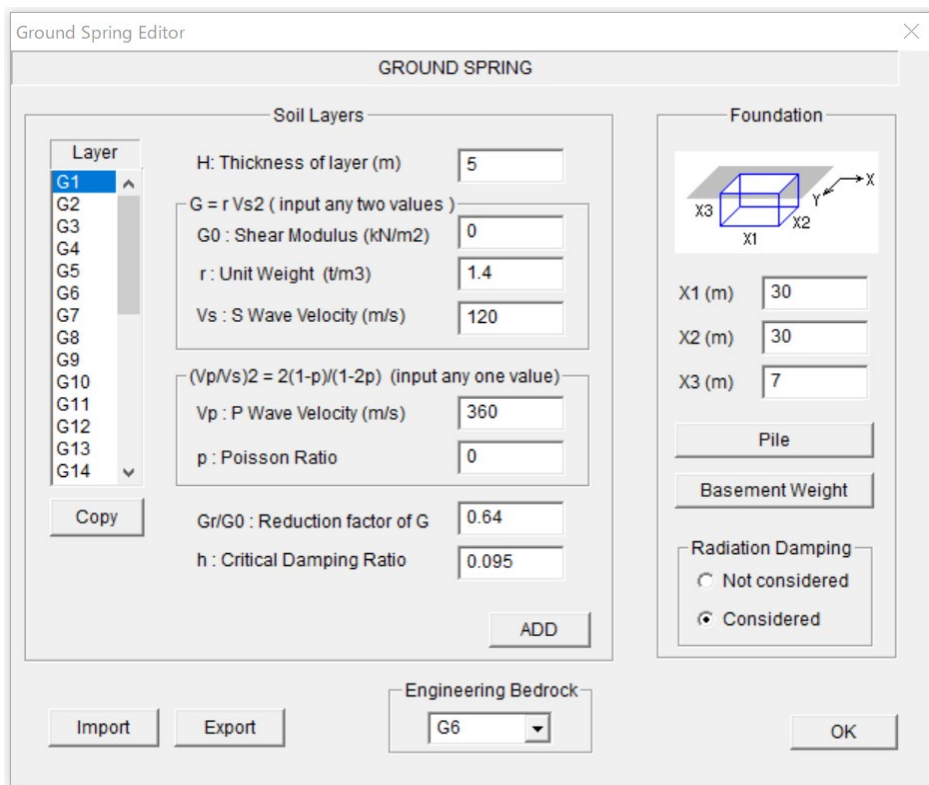 Ground Spring Editor
GROUND SPRING
Soil Layers
Layer
G1
G2
G3
G4
G5
G6
G7
G8
G9
G10
G11
G12
G13
G14
Copy
H: Thickness of layer (m) 5
G = r Vs2 ( input any two values )
G0 : Shear Modulus (kN/m2) 0
r : Unit Weight (t/m3) 1.4
Vs : S Wave Velocity (m/s) 120
(Vp/Vs)2 = 2(1-p)/(1-2p) (input any one value)
Vp : P Wave Velocity (m/s) 360
p : Poisson Ratio 0
Gr/G0 : Reduction factor of G 0.64
h : Critical Damping Ratio 0.095
ADD
Foundation
X
Y
X3
X2
X1
X1 (m) 30
X2 (m) 30
X3 (m) 7
Pile
Basement Weight
Radiation Damping
Not considered
Considered
Import
Export
Engineering Bedrock
G6
OK